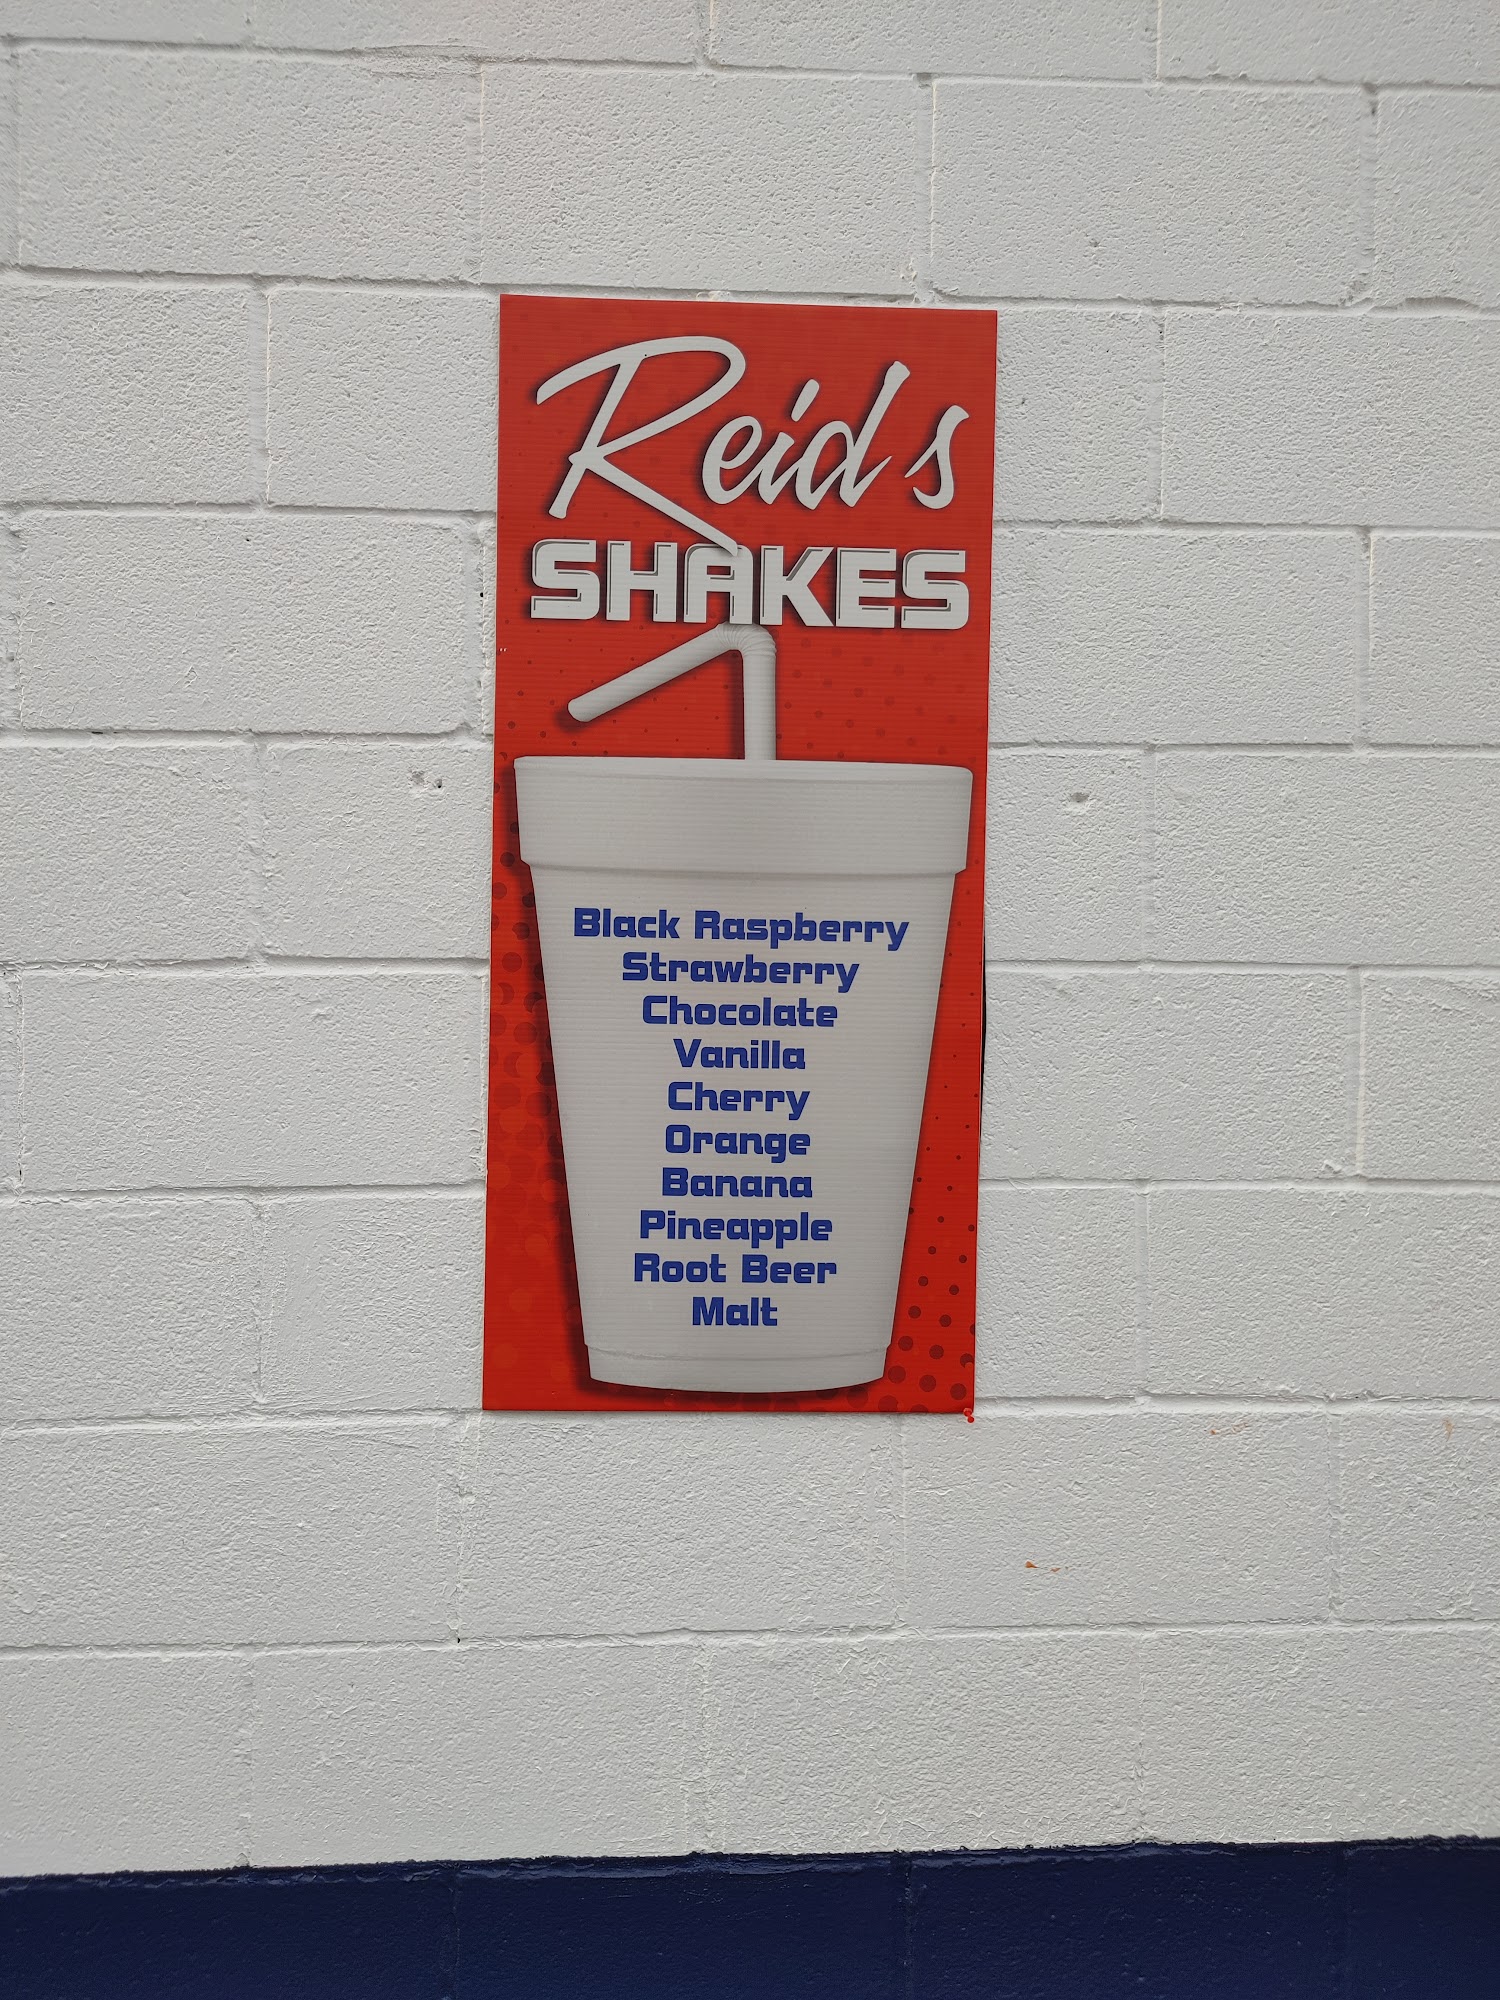 Reid's
SHAKES
Black Raspberry
Strawberry
Chocolate
Vanilla
Cherry
Orange
Banana
Pineapple
Root Beer
Malt